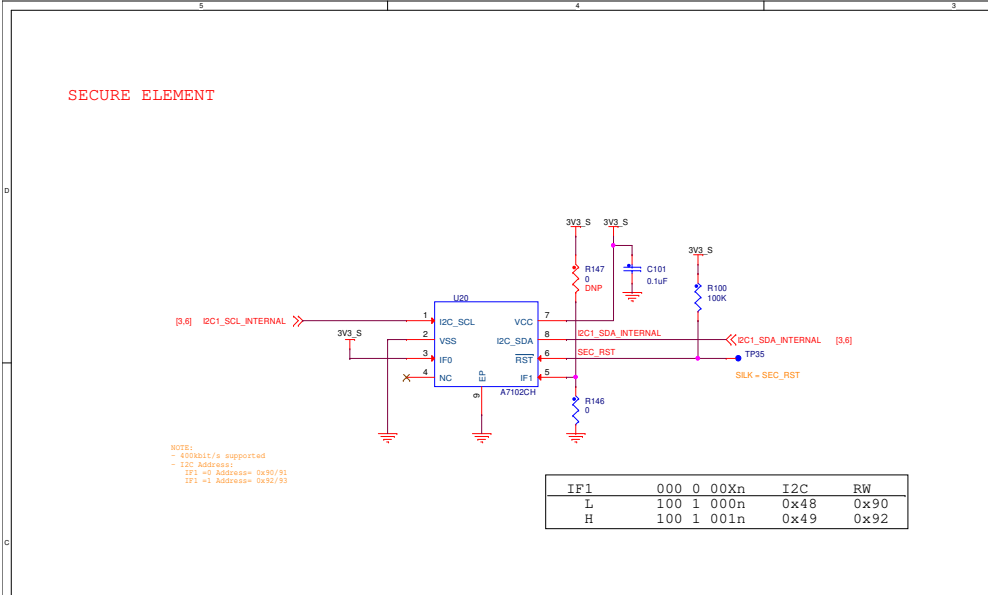 5 4 3
SECURE ELEMENT
D
3V3_S 3V3_S
3V3_S
R147
0
DNP
C101
0.1uF
R100
100K
U20
[3,6] I2C1_SCL_INTERNAL
1 I2C_SCL
VCC 7
3V3_S
2 VSS
I2C_SDA 8
I2C1_SDA_INTERNAL
I2C1_SDA_INTERNAL [3,6]
3 IF0
RST 6
SEC_RST
TP35
4 NC
IF1 5
SILK = SEC_RST
EP
9
A7102CH
R146
0
NOTE:
- 400kbit/s supported
- I2C Address:
IF1 =0 Address= 0x90/91
IF1 =1 Address= 0x92/93
IF1 000 0 00Xn I2C RW
L 100 1 000n 0x48 0x90
H 100 1 001n 0x49 0x92
C